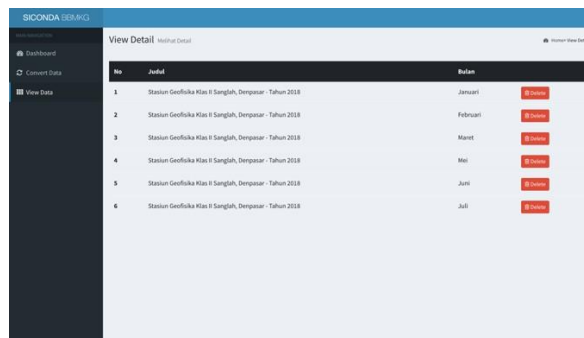 SICONDA BBMKG
MAIN NAVIGATION
Dashboard
Convert Data
View Data
View Detail Melihat Detail
Home> View Det
No Judul Bulan
1 Stasiun Geofisika Klas II Sanglah, Denpasar - Tahun 2018 Januari Delete
2 Stasiun Geofisika Klas II Sanglah, Denpasar - Tahun 2018 Februari Delete
3 Stasiun Geofisika Klas II Sanglah, Denpasar - Tahun 2018 Maret Delete
4 Stasiun Geofisika Klas II Sanglah, Denpasar - Tahun 2018 Mei Delete
5 Stasiun Geofisika Klas II Sanglah, Denpasar - Tahun 2018 Juni Delete
6 Stasiun Geofisika Klas II Sanglah, Denpasar - Tahun 2018 Juli Delete